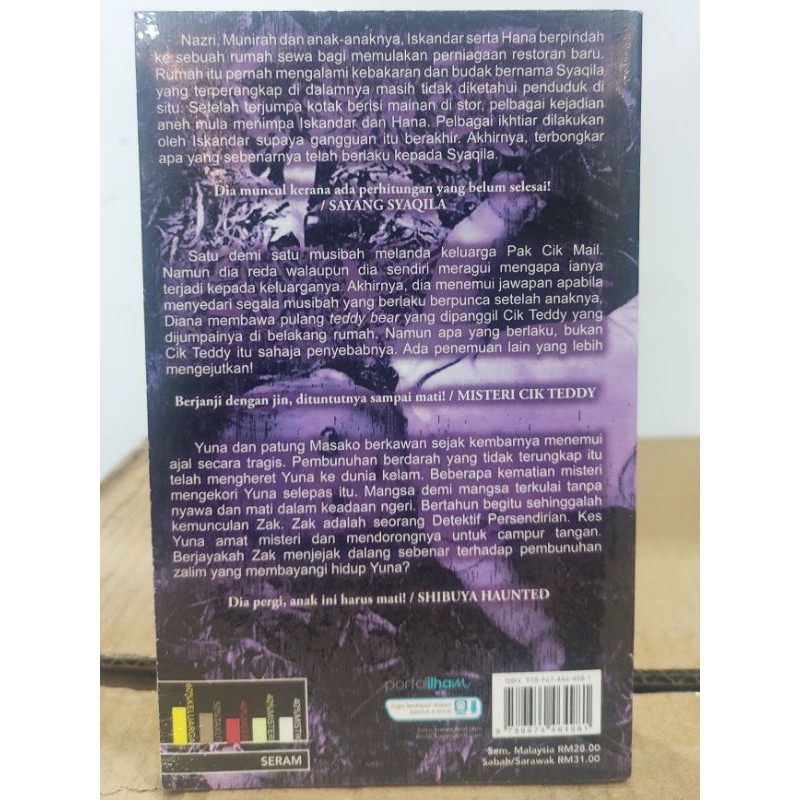 Nazri, Munirah dan anak-anaknya, Iskandar serta Hana berpindah
ke sebuah rumah sewa bagi memulakan perniagaan restoran baru.
Rumah itu pernah mengalami kebakaran dan budak bernama Syaqila
yang terperangkap di dalamnya masih tidak diketahui penduduk di
situ. Setelah terjumpa kotak berisi mainan di stor, pelbagai kejadian
aneh mula menimpa Iskandar dan Hana. Pelbagai ikhtiar dilakukan
oleh Iskandar supaya gangguan itu berakhir. Akhirnya, terbongkar
apa yang sebenarnya telah berlaku kepada Syaqila.
Dia muncul kerana ada perhitungan yang belum selesai!
/ SAYANG SYAQILA
Satu demi satu musibah melanda keluarga Pak Cik Mail.
Namun dia reda walaupun dia sendiri meragui mengapa ianya
terjadi kepada keluarganya. Akhirnya, dia menemui jawapan apabila
menyedari segala musibah yang berlaku berpunca setelah anaknya,
Diana membawa pulang teddy bear yang dipanggil Cik Teddy yang
dijumpainya di belakang rumah. Namun apa yang berlaku, bukan
Cik Teddy itu sahaja penyebabnya. Ada penemuan lain yang lebih
mengejutkan!
Berjanji dengan jin, dituntutnya sampai mati! / MISTERI CIK TEDDY
Yuna dan patung Masako berkawan sejak kembarnya menemui
ajal secara tragis. Pembunuhan berdarah yang tidak terungkap itu
telah mengheret Yuna ke dunia kelam. Beberapa kematian misteri
mengekori Yuna selepas itu. Mangsa demi mangsa terkulai tanpa
nyawa dan mati dalam keadaan ngeri. Bertahun begitu sehinggalah
kemunculan Zak. Zak adalah seorang Detektif Persendirian. Kes
Yuna amat misteri dan mendorongnya untuk campur tangan.
Berjayakah Zak menjejak dalang sebenar terhadap pembunuhan
zalim yang membayangi hidup Yuna?
Dia pergi, anak ini harus mati! / SHIBUYA HAUNTED
SERAM
portalilham
ISBN 978-967-446-498-1
9 789674 464981
Sem. Malaysia RM28.00
Sabah/Sarawak RM31.00